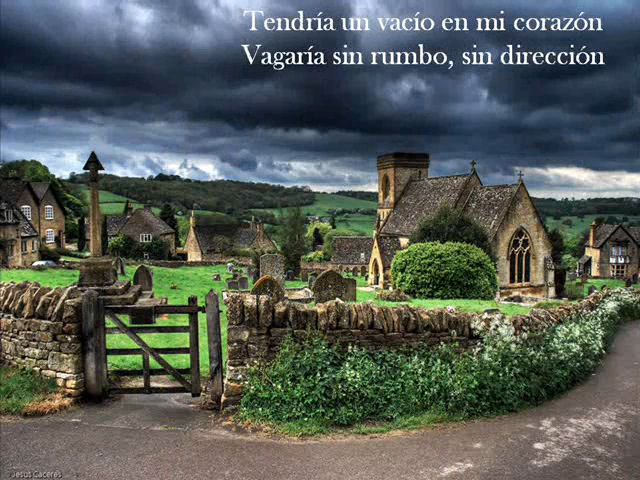 Tendría un vacío en mi corazón
Vagaría sin rumbo, sin dirección
Jesus Caceres